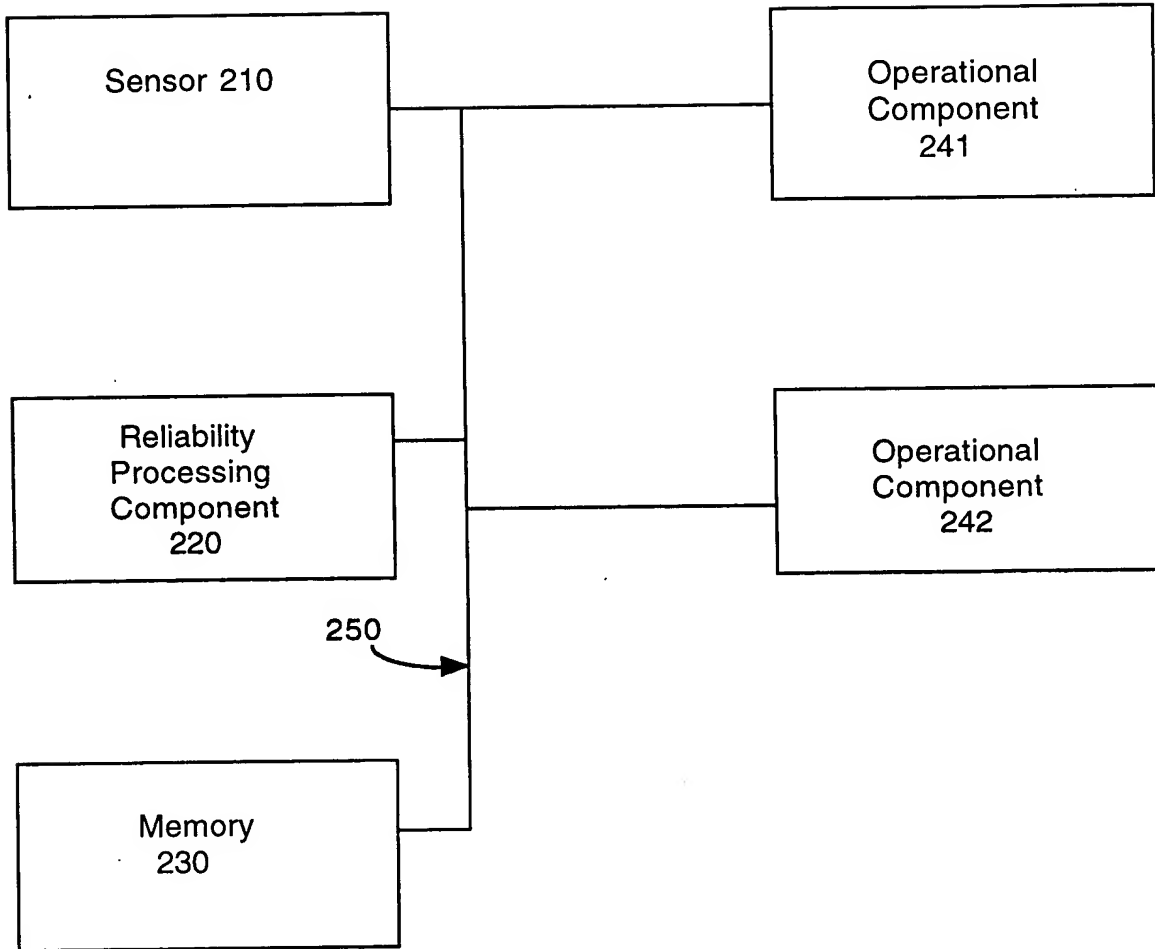 Sensor 210
Operational
Component
241
Reliability
Processing
Component
220
Operational
Component
242
250
Memory
230